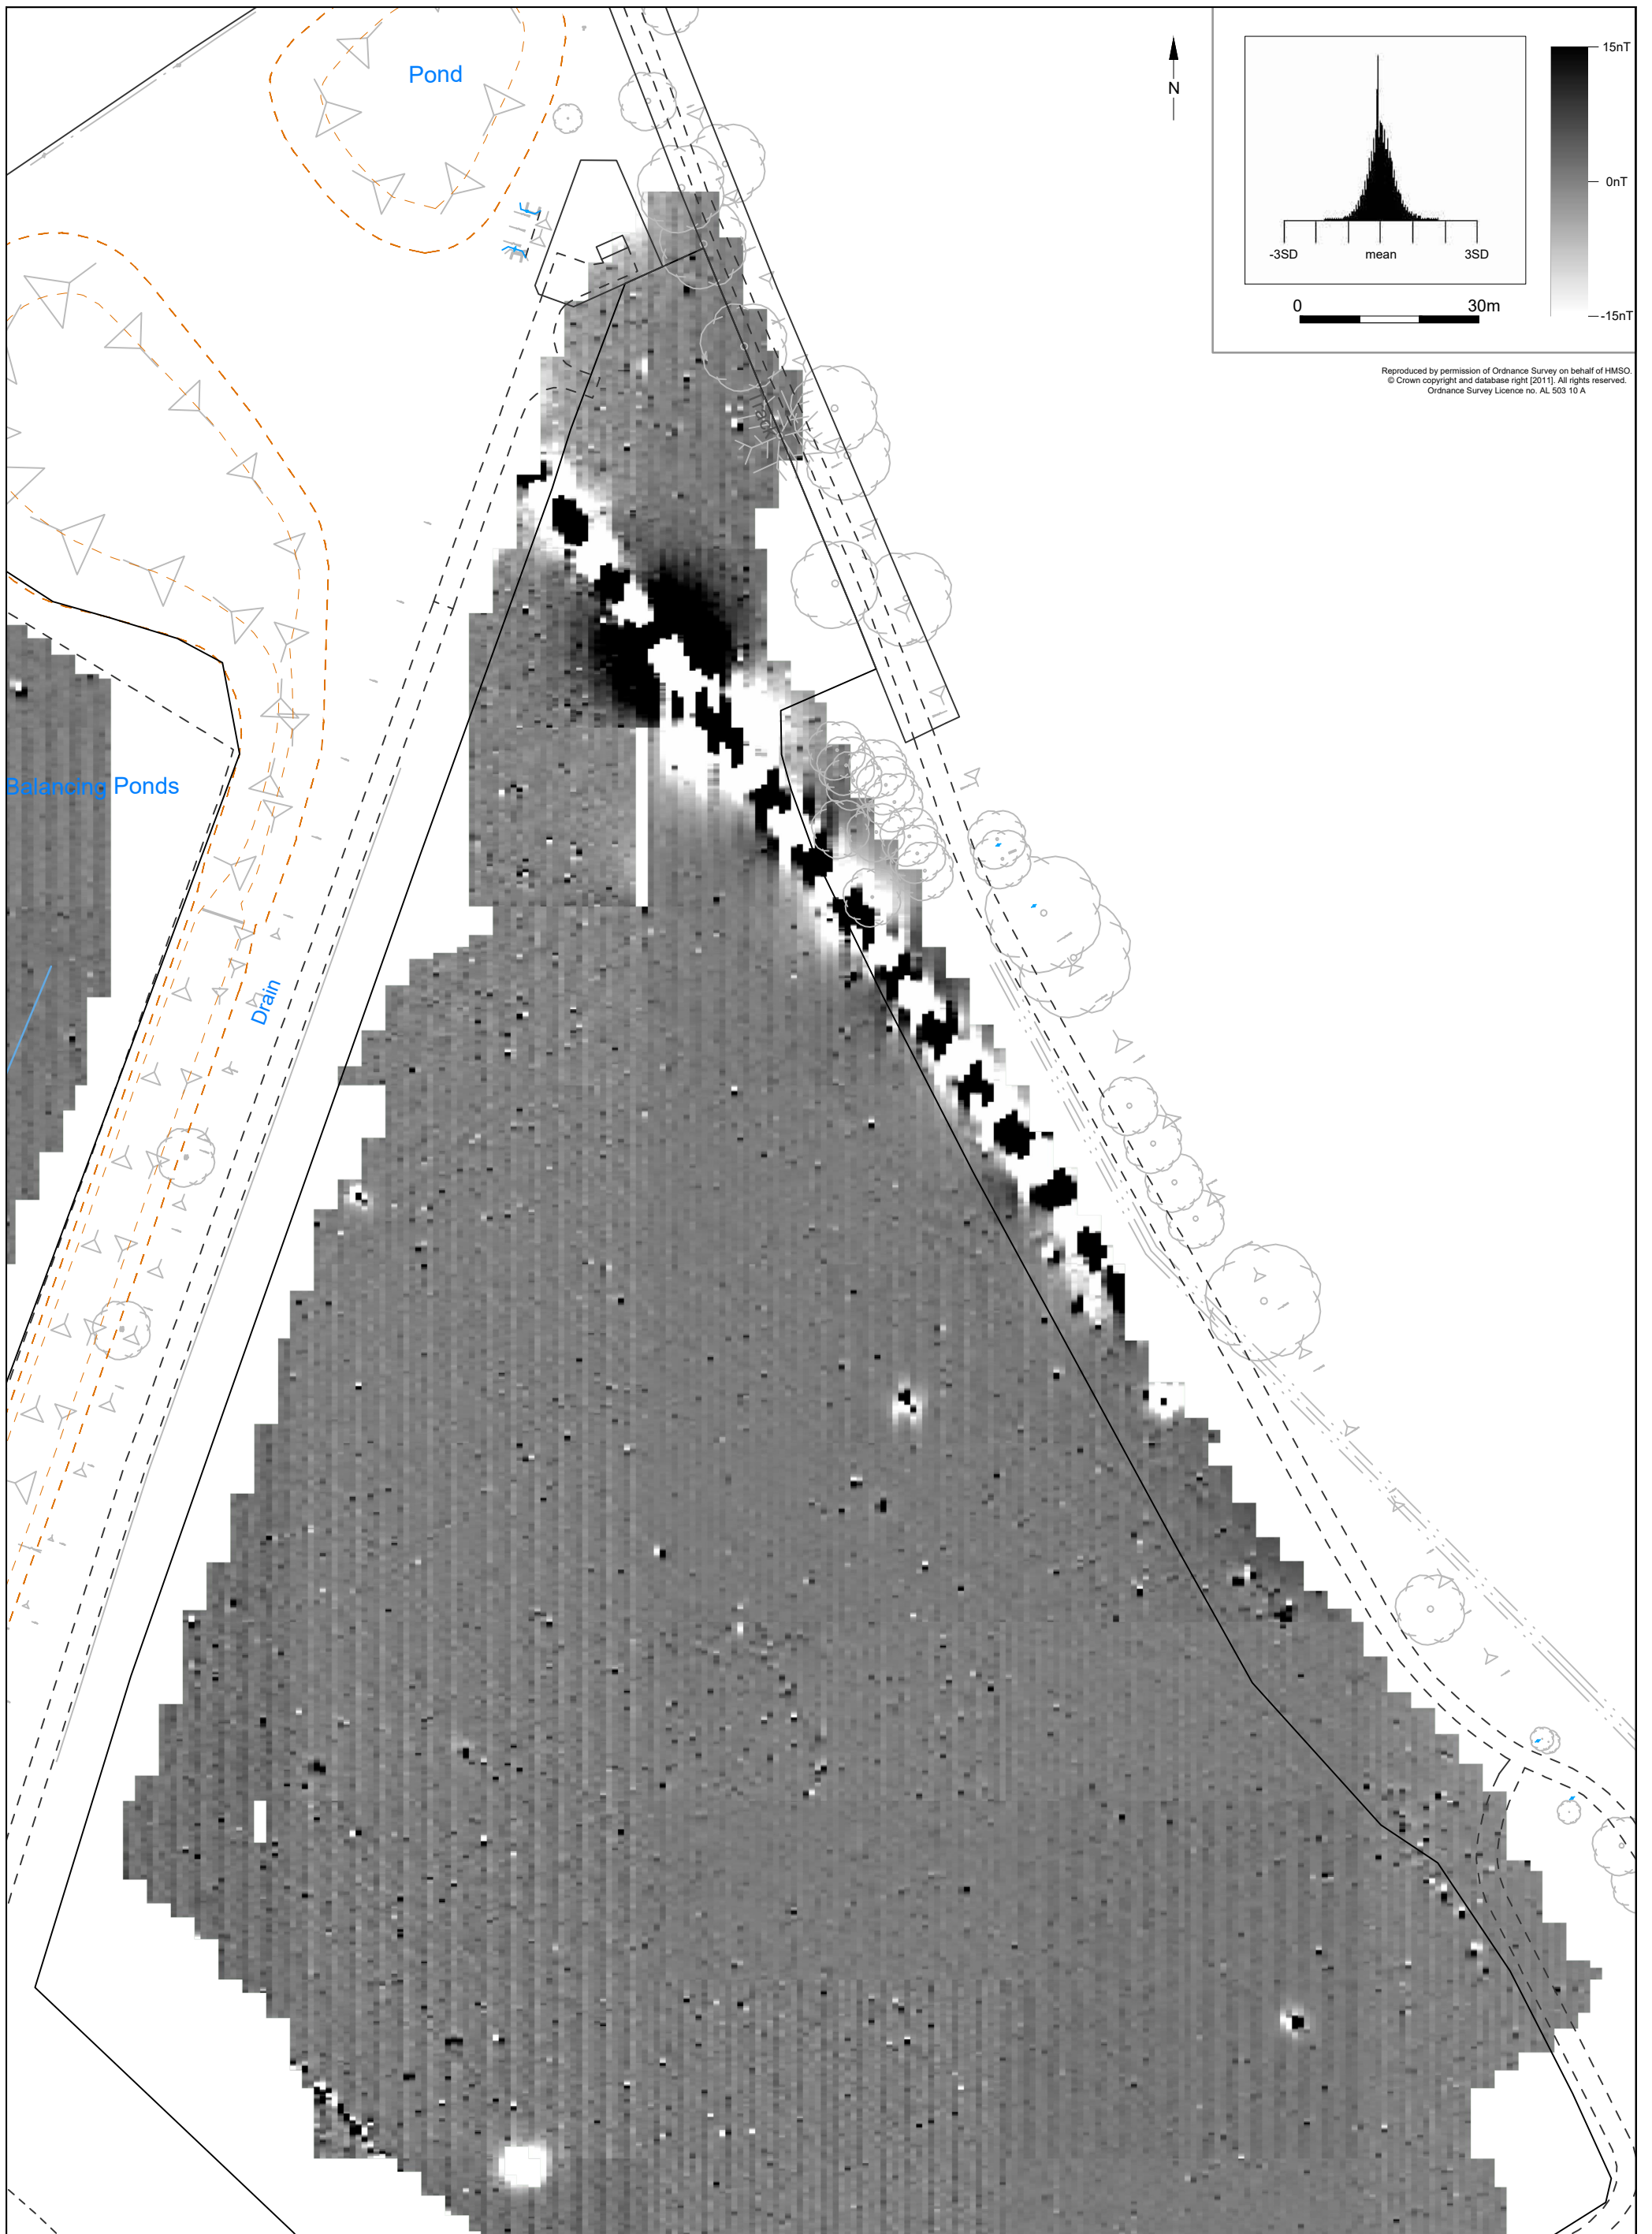 Pond
N
15nT
0nT
-15nT
-3SD
mean
3SD
0
30m
Reproduced by permission of Ordnance Survey on behalf of HMSO.
© Crown copyright and database right [2011]. All rights reserved.
Ordnance Survey Licence no. AL 503 10 A
Balancing Ponds
Drain